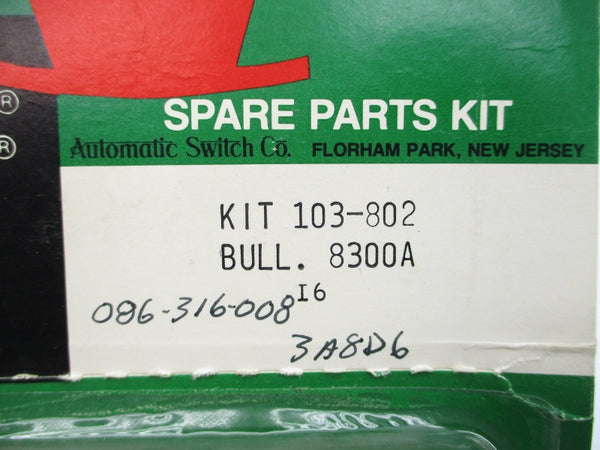 ®
®
SPARE PARTS KIT
Automatic Switch Co. FLORHAM PARK, NEW JERSEY
KIT 103-802
BULL. 8300A
I6
086-316-008
3A8D6